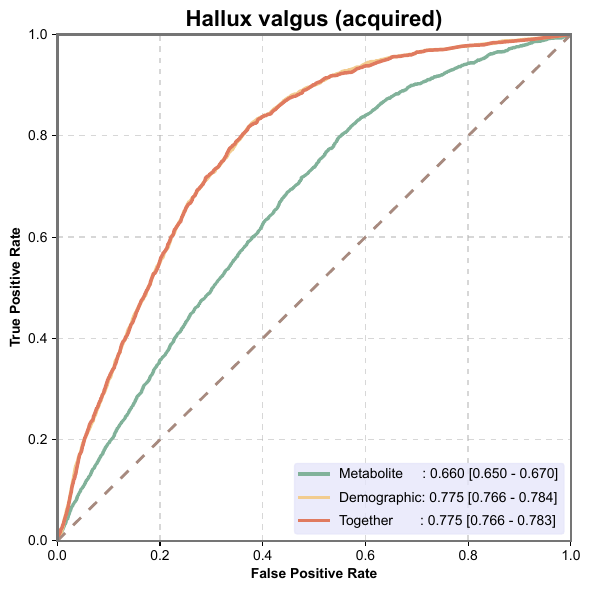 Hallux valgus (acquired)
1.0
0.8
0.6
0.4
0.2
0.0
True Positive Rate
Metabolite : 0.660 [0.650 - 0.670]
Demographic: 0.775 [0.766 - 0.784]
Together : 0.775 [0.766 - 0.783]
0.0 0.2 0.4 0.6 0.8 1.0
False Positive Rate